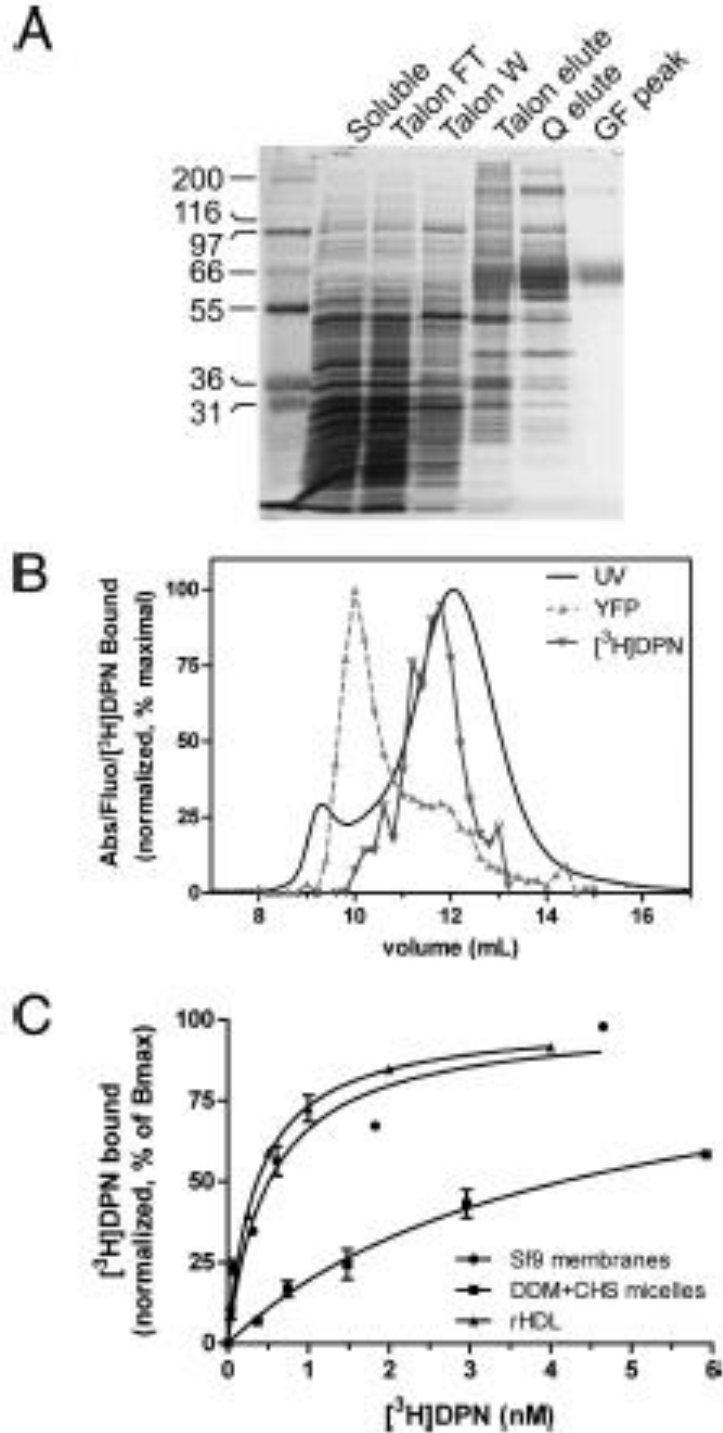 A
Soluble
Talon FT
Talon W
Talon elute
Q elute
GF peak
200
116
97
66
55
36
31
B
Abs/Fluo/[³H]DPN Bound
(normalized, % maximal)
100
75
50
25
0
8 10 12 14 16
volume (mL)
UV
YFP
[³H]DPN
C
[³H]DPN bound
(normalized, % of Bmax)
100
75
50
25
0
0 1 2 3 4 5 6
[³H]DPN (nM)
Sf9 membranes
DDM+CHS micelles
rHDL